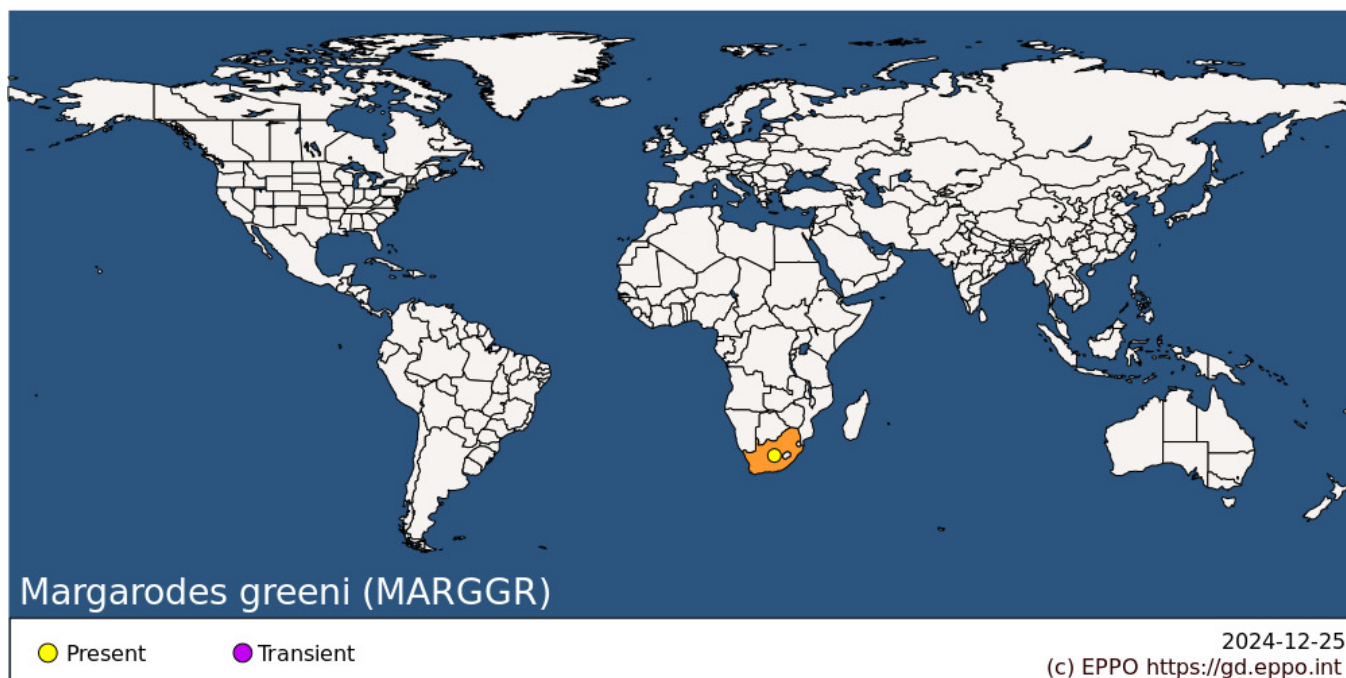 Margarodes greeni (MARGGR)
Present
Transient
2024-12-25
(c) EPPO https://gd.eppo.int